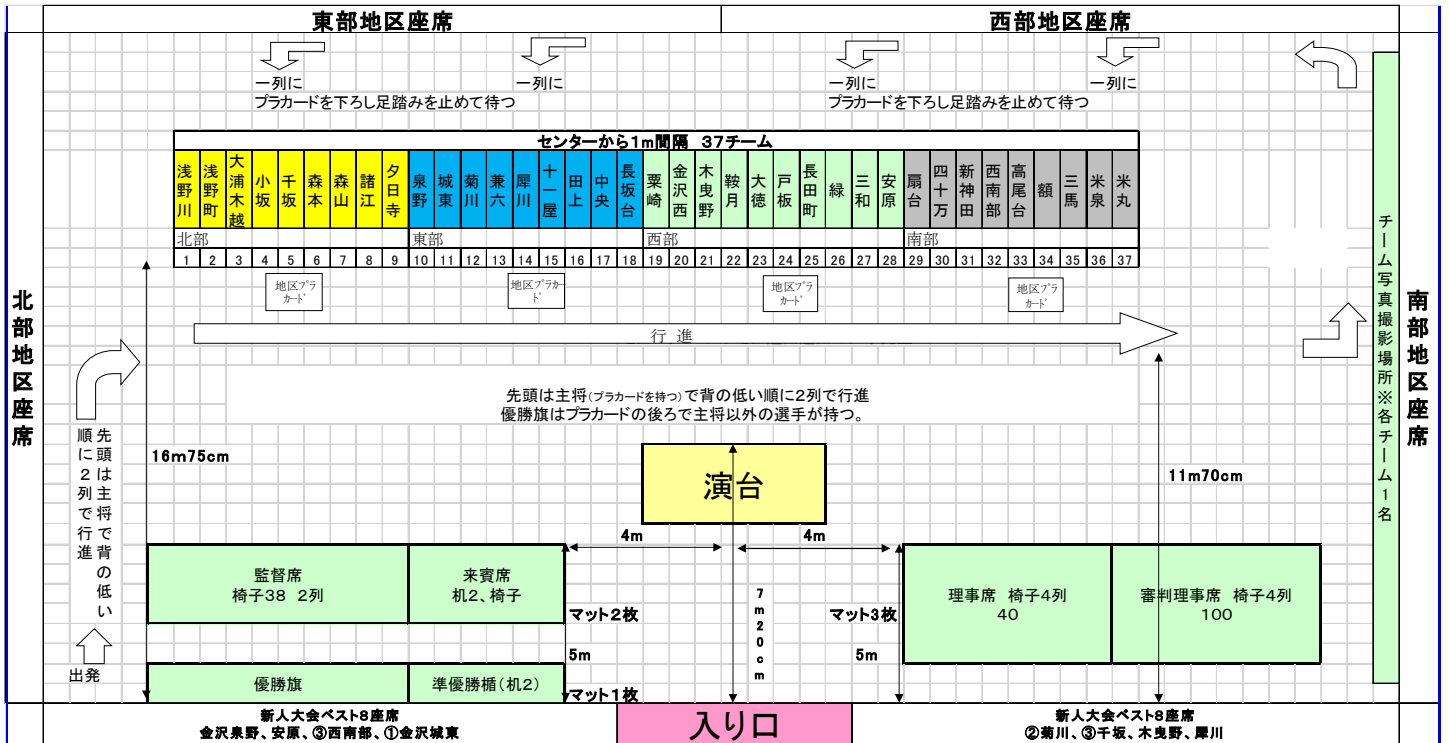 東部地区座席
西部地区座席
一列に
一列に
一列に
一列に
プラカードを下ろし足踏みを止めて待つ
プラカードを下ろし足踏みを止めて待つ
センターから1m間隔 37チーム
浅野川
浅野町
大浦木越
小坂
千坂
森本
森山
諸江
夕日寺
泉野
城東
菊川
兼六
犀川
十一屋
田上
中央
長坂台
粟崎
金沢西
木曳野
鞍月
大徳
戸板
長田町
緑
三和
安原
扇台
四十万
新神田
西南部
高尾台
額
三馬
米泉
米丸
北部
東部
西部
南部
1 2 3 4 5 6 7 8 9 10 11 12 13 14 15 16 17 18 19 20 21 22 23 24 25 26 27 28 29 30 31 32 33 34 35 36 37
地区プラ
カード
地区プラカー
ド
地区プラ
カード
地区プラ
カード
行 進
北部地区座席
南部地区座席
チーム写真撮影場所※各チーム1名
先頭は主将(プラカードを持つ)で背の低い順に2列で行進
優勝旗はプラカードの後ろで主将以外の選手が持つ。
先頭は主将で背の低い
順に2列で行進
出発
16m75cm
11m70cm
演台
4m
4m
7m20cm
監督席
椅子38 2列
来賓席
机2、椅子
マット2枚
5m
マット1枚
マット3枚
5m
理事席 椅子4列
40
審判理事席 椅子4列
100
優勝旗
準優勝楯(机2)
入り口
新人大会ベスト8座席
金沢泉野、安原、③西南部、①金沢城東
新人大会ベスト8座席
②菊川、③千坂、木曳野、犀川